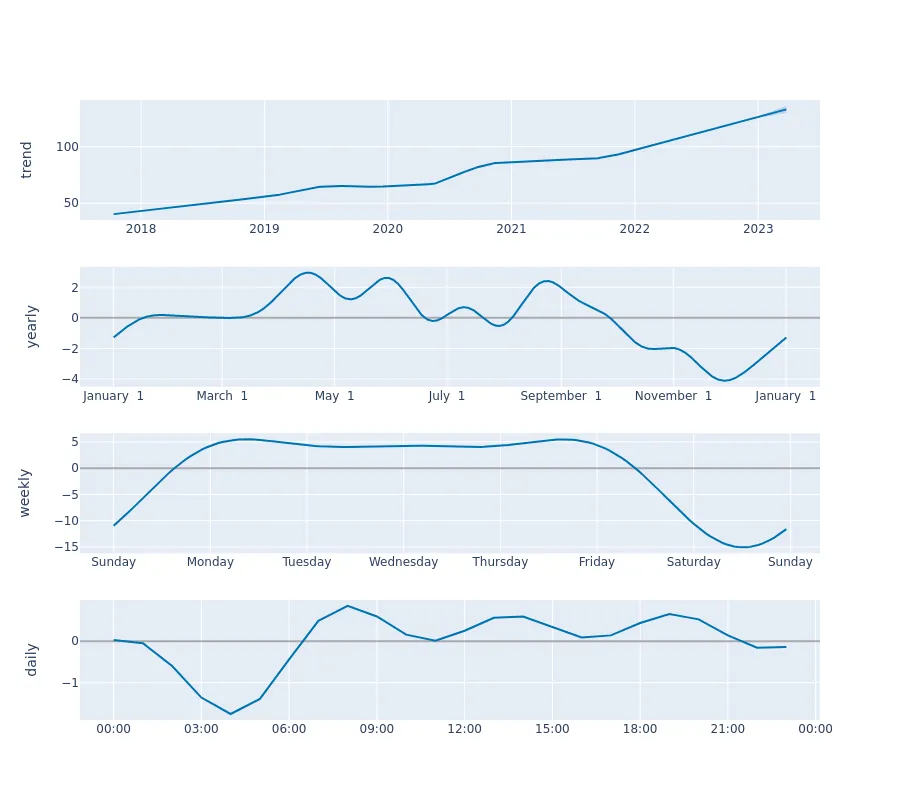 trend
100
50
2018 2019 2020 2021 2022 2023
yearly
2
0
−2
−4
January 1 March 1 May 1 July 1 September 1 November 1 January 1
weekly
5
0
−5
−10
−15
Sunday Monday Tuesday Wednesday Thursday Friday Saturday Sunday
daily
0
−1
00:00 03:00 06:00 09:00 12:00 15:00 18:00 21:00 00:00